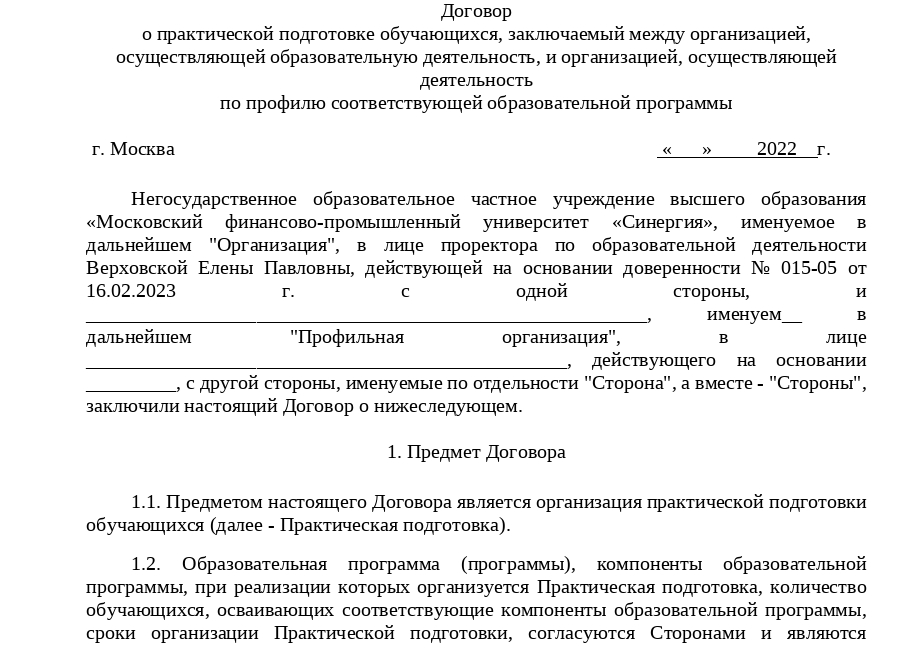 Договор
о практической подготовке обучающихся, заключаемый между организацией,
осуществляющей образовательную деятельность, и организацией, осуществляющей
деятельность
по профилю соответствующей образовательной программы
г. Москва « » 2022 г.
Негосударственное образовательное частное учреждение высшего образования
«Московский финансово-промышленный университет «Синергия», именуемое в
дальнейшем "Организация", в лице проректора по образовательной деятельности
Верховской Елены Павловны, действующей на основании доверенности № 015-05 от
16.02.2023 г. с одной стороны, и
________________________________________________________, именуем__ в
дальнейшем "Профильная организация", в лице
________________________________________________, действующего на основании
_________, с другой стороны, именуемые по отдельности "Сторона", а вместе - "Стороны",
заключили настоящий Договор о нижеследующем.
1. Предмет Договора
1.1. Предметом настоящего Договора является организация практической подготовки
обучающихся (далее - Практическая подготовка).
1.2. Образовательная программа (программы), компоненты образовательной
программы, при реализации которых организуется Практическая подготовка, количество
обучающихся, осваивающих соответствующие компоненты образовательной программы,
сроки организации Практической подготовки, согласуются Сторонами и являются